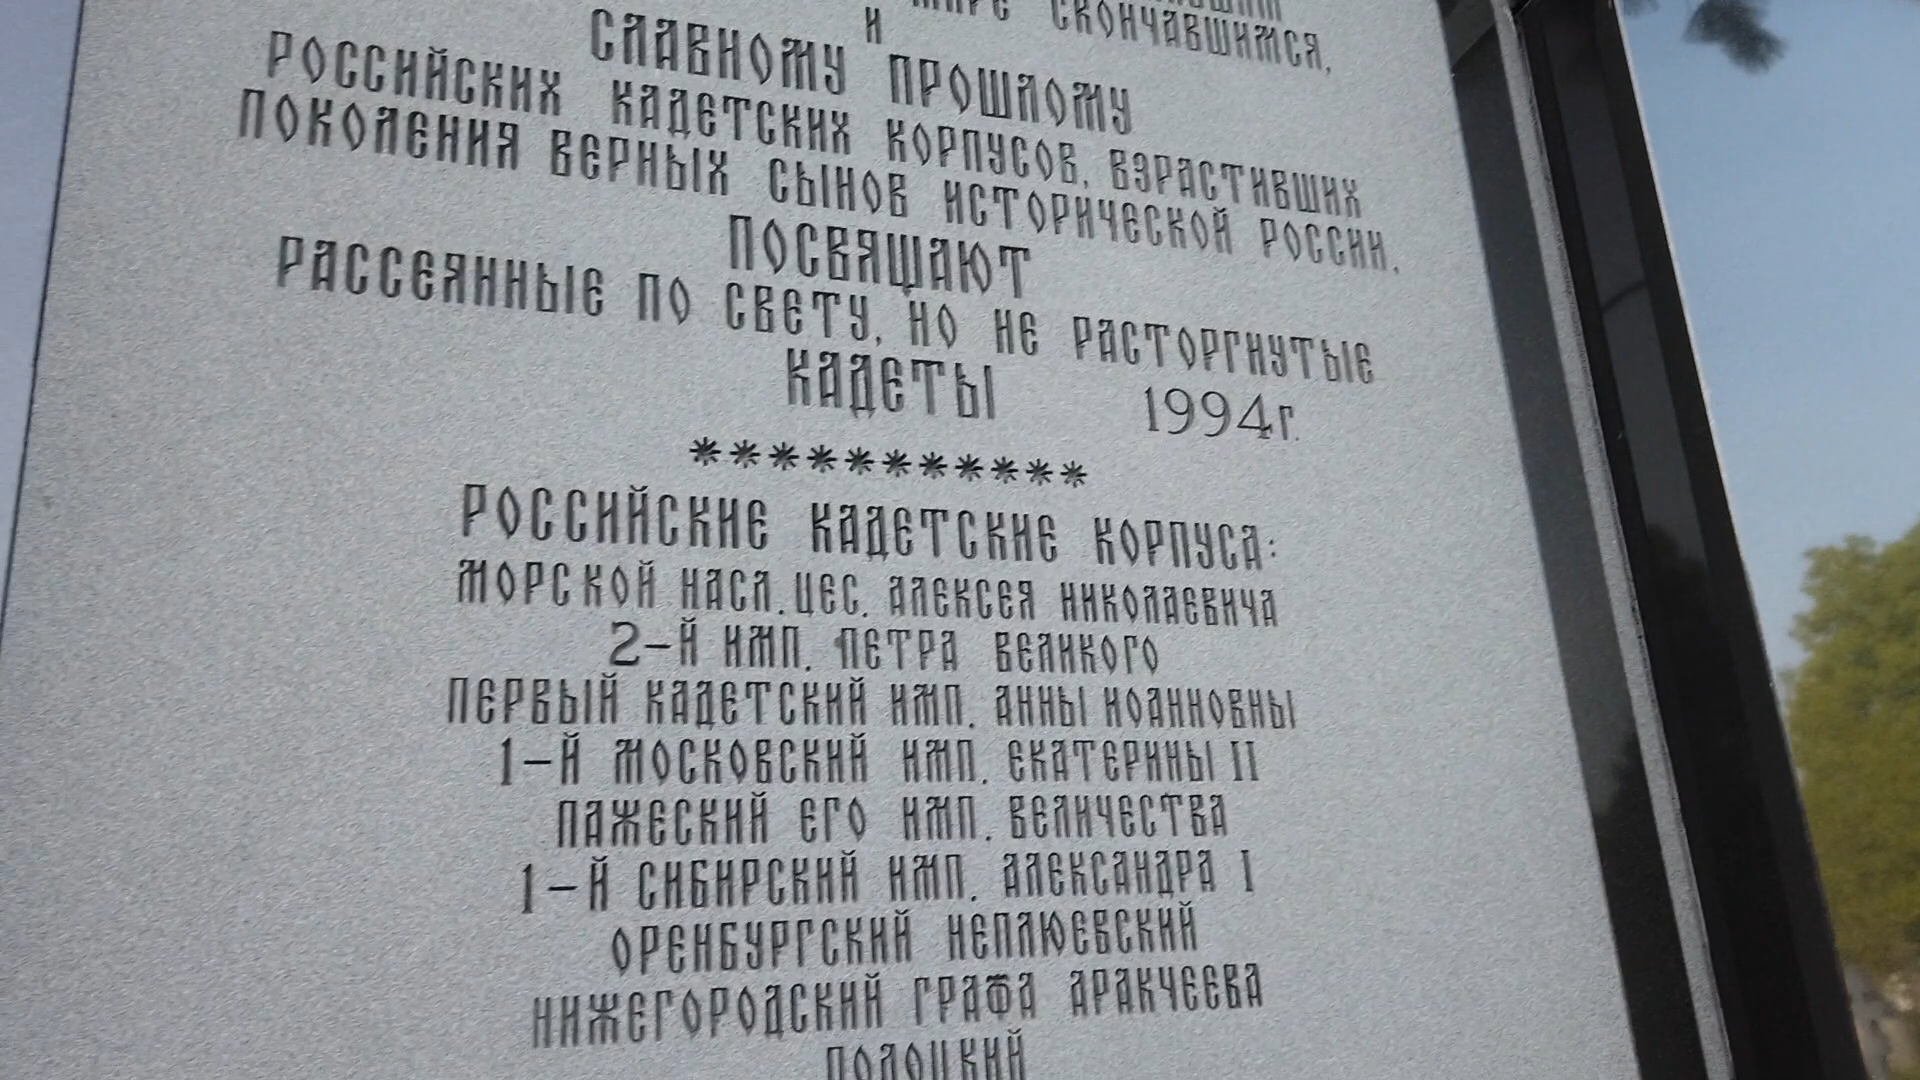 СКОНЧАВШИМСЯ,
И
СЛАВНОМУ ПРОШЛОМУ
РОССИЙСКИХ КАДЕТСКИХ КОРПУСОВ, ВЗРАСТИВШИХ
ПОКОЛЕНИЯ ВЕРНЫХ СЫНОВ ИСТОРИЧЕСКОЙ РОССИИ,
ПОСВЯЩАЮТ
РАССЕЯННЫЕ ПО СВЕТУ, НО НЕ РАСТОРГНУТЫЕ
КАДЕТЫ 1994г.
***********
РОССИЙСКИЕ КАДЕТСКИЕ КОРПУСА:
МОРСКОЙ НАСЛ. ЦЕС. АЛЕКСЕЯ НИКОЛАЕВИЧА
2-Й ИМП. ПЕТРА ВЕЛИКОГО
ПЕРВЫЙ КАДЕТСКИЙ ИМП. АННЫ ИОАННОВНЫ
1-Й МОСКОВСКИЙ ИМП. ЕКАТЕРИНЫ II
ПАЖЕСКИЙ ЕГО ИМП. ВЕЛИЧЕСТВА
1-Й СИБИРСКИЙ ИМП. АЛЕКСАНДРА I
ОРЕНБУРГСКИЙ НЕПЛЮЕВСКИЙ
НИЖЕГОРОДСКИЙ ГРАФА АРАКЧЕЕВА
ПОЛОЦКИЙ